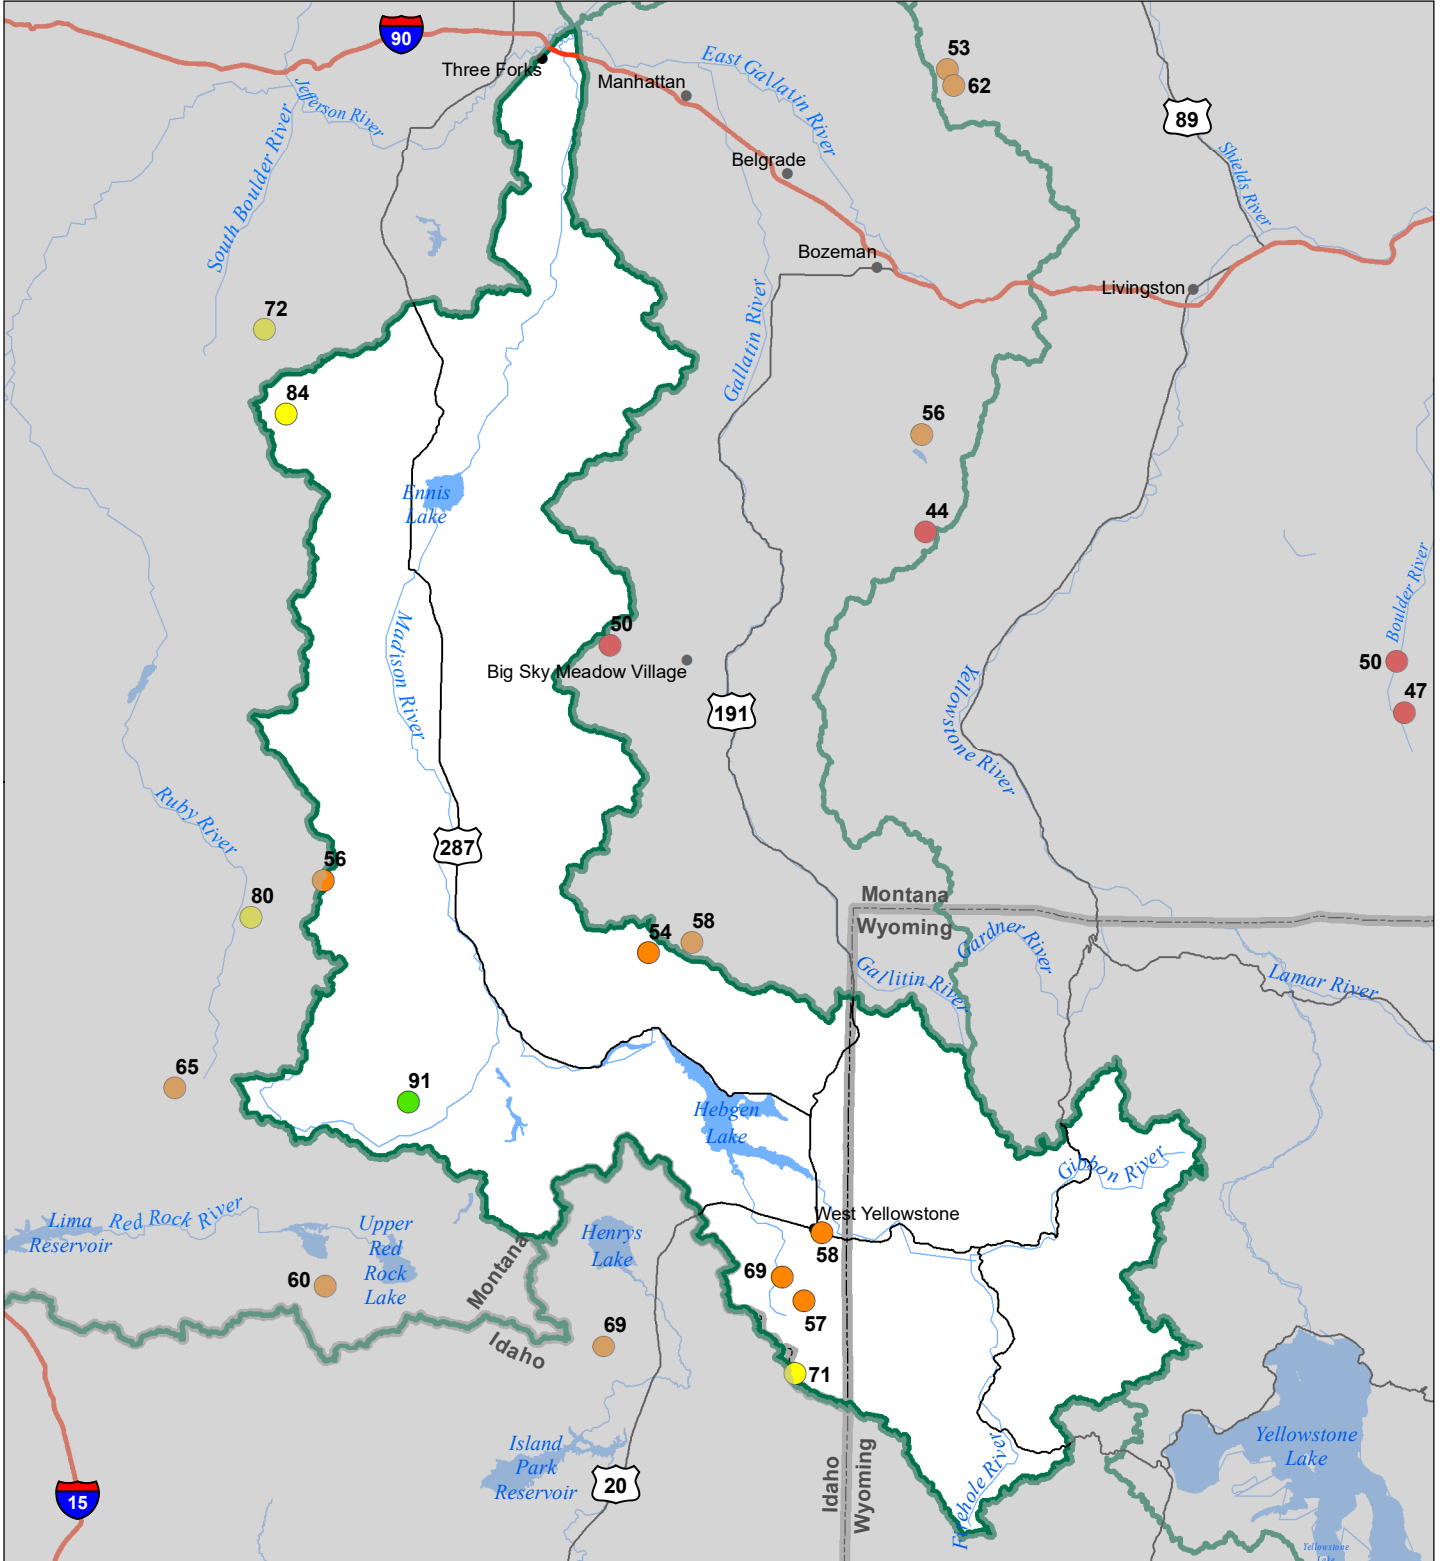 90
Three Forks
Manhattan
East Gallatin River
53
62
89
Jefferson River
South Boulder River
Belgrade
Shields River
Bozeman
Livingston
72
Gallatin River
84
56
Ennis
Lake
44
Madison River
50
Big Sky Meadow Village
191
Yellowstone River
Boulder River
50
47
Ruby River
287
56
80
54
58
Montana
Wyoming
Gardner River
Gallitin River
Lamar River
65
91
Hebgen
Lake
Gibbon River
West Yellowstone
58
Lima
Reservoir
Red Rock River
Upper
Red
Rock
Lake
Henrys
Lake
Montana
Idaho
60
69
69
57
71
Island
Park
Reservoir
20
15
Idaho
Wyoming
Firehole River
Yellowstone
Lake
Yellowstone
Lake